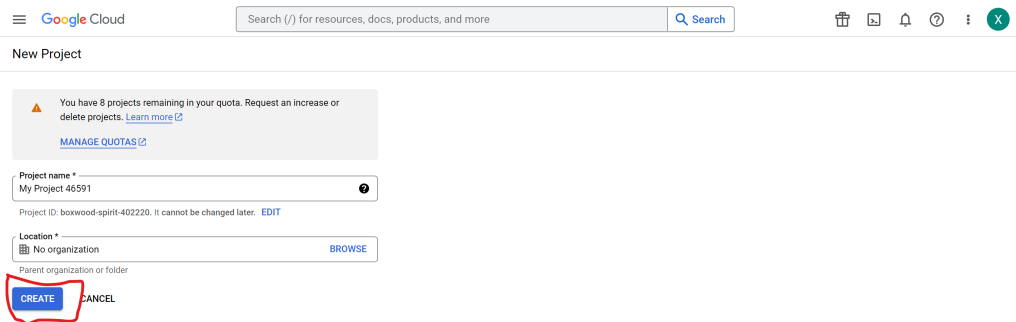 Google Cloud
Search (/) for resources, docs, products, and more
Search
X
New Project
You have 8 projects remaining in your quota. Request an increase or
delete projects. Learn more
MANAGE QUOTAS
Project name *
My Project 46591
Project ID: boxwood-spirit-402220. It cannot be changed later. EDIT
Location *
No organization BROWSE
Parent organization or folder
CREATE CANCEL